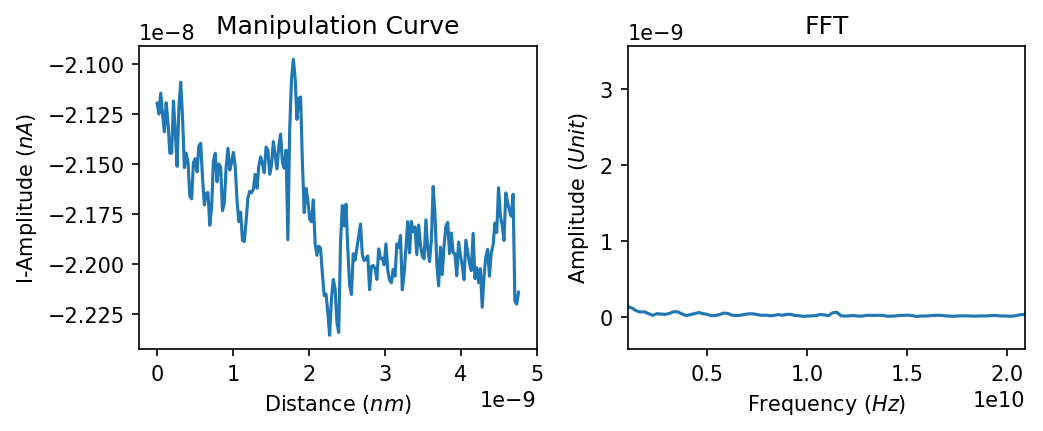 Manipulation Curve
1e−8
−2.100
−2.125
−2.150
−2.175
−2.200
−2.225
I-Amplitude (nA)
0 1 2 3 4 5
Distance (nm)
1e−9
FFT
1e−9
3
2
1
0
Amplitude (Unit)
0.5 1.0 1.5 2.0
Frequency (Hz)
1e10